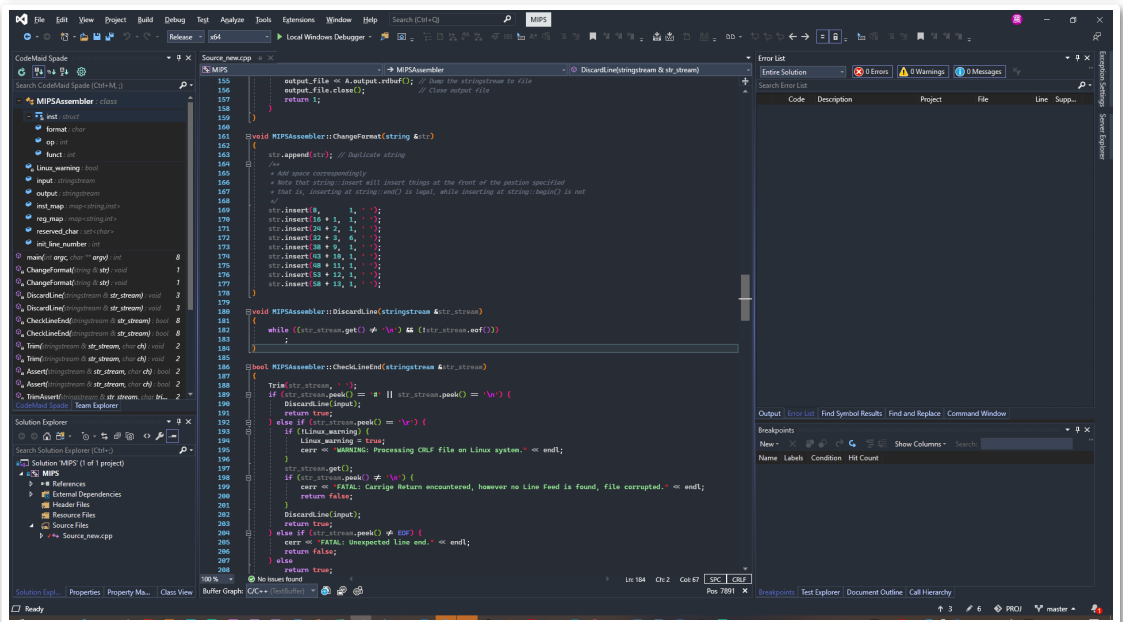 File Edit View Project Build Debug Test Analyze Tools Extensions Window Help Search (Ctrl+Q) MIPS
Release x64 Local Windows Debugger
CodeMaid Spade
Search CodeMaid Spade (Ctrl+M, ;)
MIPSAssembler : class
inst : struct
format : char
op : int
funct : int
Linux_warning : bool
input : stringstream
output : stringstream
inst_map : map<string,inst>
reg_map : map<string,int>
reserved_char : set<char>
init_line_number : int
main(int argc, char ** argv) : int 8
ChangeFormat(string & str) : void 1
ChangeFormat(string & str) : void 1
DiscardLine(stringstream & str_stream) : void 3
DiscardLine(stringstream & str_stream) : void 3
CheckLineEnd(stringstream & str_stream) : bool 8
CheckLineEnd(stringstream & str_stream) : bool 8
Trim(stringstream & str_stream, char ch) : void 2
Trim(stringstream & str_stream, char ch) : void 2
Assert(stringstream & str_stream, char ch) : bool 2
Assert(stringstream & str_stream, char ch) : bool 2
TrimAssert(stringstream & str_stream, char tri... 2
CodeMaid Spade Team Explorer
Solution Explorer
Search Solution Explorer (Ctrl+;)
Solution 'MIPS' (1 of 1 project)
MIPS
References
External Dependencies
Header Files
Resource Files
Source Files
Source_new.cpp
Solution Expl... Properties Property Ma... Class View
Source_new.cpp
MIPS MIPSAssembler DiscardLine(stringstream & str_stream)
155 output_file << A.output.rdbuf(); // Dump the stringstream to file
156 output_file.close(); // Close output file
157 return 1;
158 }
159 }
160
161 void MIPSAssembler::ChangeFormat(string &str)
162 {
163 str.append(str); // Duplicate string
164 /**
165 * Add space correspondingly
166 * Note that string::insert will insert things at the front of the postion specified
167 * that is, inserting at string::end() is legal, while inserting at string::begin() is not
168 */
169 str.insert(8, 1, ' ');
170 str.insert(16 + 1, 1, ' ');
171 str.insert(24 + 2, 1, ' ');
172 str.insert(32 + 3, 6, ' ');
173 str.insert(38 + 9, 1, ' ');
174 str.insert(43 + 10, 1, ' ');
175 str.insert(48 + 11, 1, ' ');
176 str.insert(53 + 12, 1, ' ');
177 str.insert(58 + 13, 1, ' ');
178 }
179
180 void MIPSAssembler::DiscardLine(stringstream &str_stream)
181 {
182 while ((str_stream.get() ≠ '\n') && (!str_stream.eof()))
183 ;
184 }
185
186 bool MIPSAssembler::CheckLineEnd(stringstream &str_stream)
187 {
188 Trim(str_stream, ' ');
189 if (str_stream.peek() == '#' || str_stream.peek() == '\n') {
190 DiscardLine(input);
191 return true;
192 } else if (str_stream.peek() == '\r') {
193 if (!Linux_warning) {
194 Linux_warning = true;
195 cerr << "WARNING: Processing CRLF file on Linux system." << endl;
196 }
197 str_stream.get();
198 if (str_stream.peek() ≠ '\n') {
199 cerr << "FATAL: Carrige Return encountered, however no Line Feed is found, file corrupted." << endl;
200 return false;
201 }
202 DiscardLine(input);
203 return true;
204 } else if (str_stream.peek() ≠ EOF) {
205 cerr << "FATAL: Unexpected line end." << endl;
206 return false;
207 } else
208 return true;
100 % No issues found Ln: 184 Ch: 2 Col: 67 SPC CRLF
Buffer Graph: C/C++ (TextBuffer) Pos 7891
Error List
Entire Solution 0 Errors 0 Warnings 0 Messages
Search Error List
Code Description Project File Line Supp...
Output Error List Find Symbol Results Find and Replace Command Window
Breakpoints
New Show Columns Search:
Name Labels Condition Hit Count
Breakpoints Test Explorer Document Outline Call Hierarchy
Exception Settings
Server Explorer
Ready 3 6 PROJ master